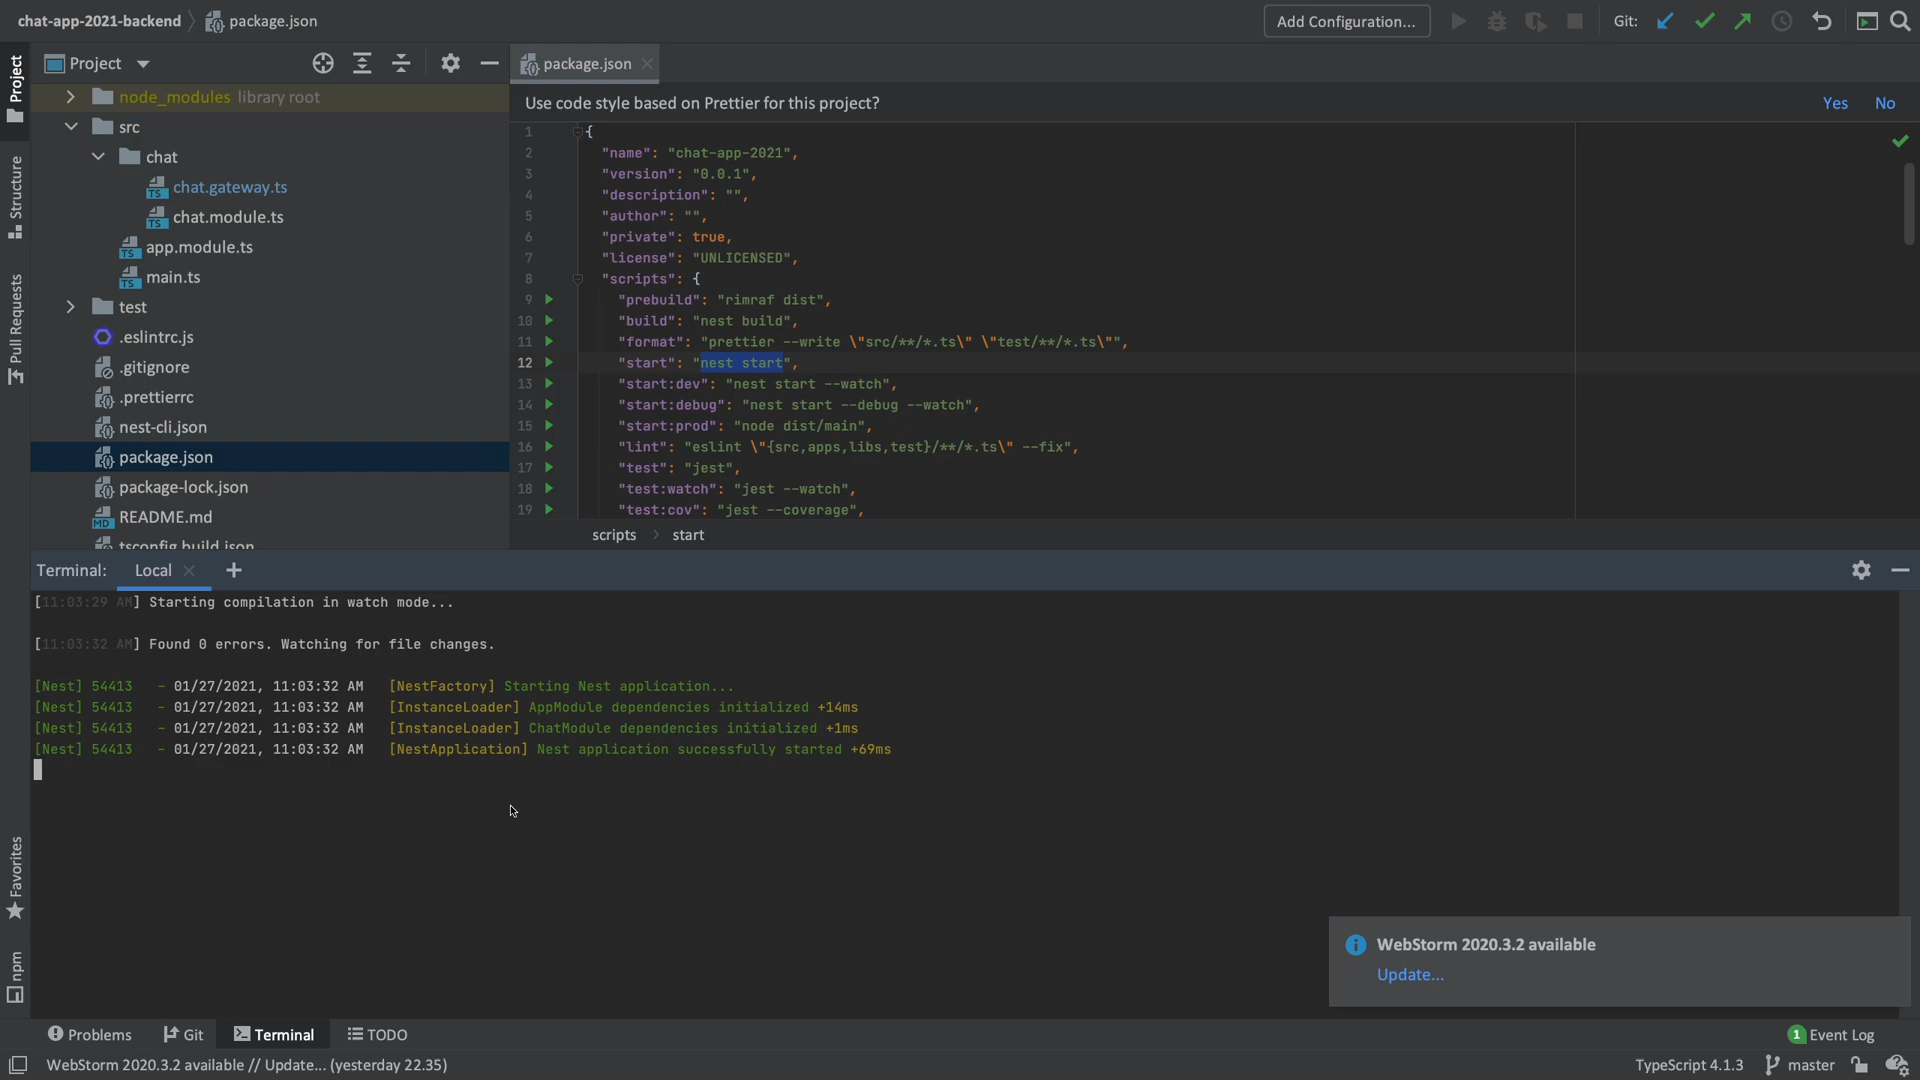 chat-app-2021-backend
package.json
Add Configuration...
Git:
Project
package.json
Project
Structure
Pull Requests
Favorites
npm
node_modules library root
src
chat
chat.gateway.ts
chat.module.ts
app.module.ts
main.ts
test
.eslintrc.js
.gitignore
.prettierrc
nest-cli.json
package.json
package-lock.json
README.md
tsconfig.build.json
Use code style based on Prettier for this project?
Yes
No
1 {
2 "name": "chat-app-2021",
3 "version": "0.0.1",
4 "description": "",
5 "author": "",
6 "private": true,
7 "license": "UNLICENSED",
8 "scripts": {
9 "prebuild": "rimraf dist",
10 "build": "nest build",
11 "format": "prettier --write \"src/**/*.ts\" \"test/**/*.ts\"",
12 "start": "nest start",
13 "start:dev": "nest start --watch",
14 "start:debug": "nest start --debug --watch",
15 "start:prod": "node dist/main",
16 "lint": "eslint \"{src,apps,libs,test}/**/*.ts\" --fix",
17 "test": "jest",
18 "test:watch": "jest --watch",
19 "test:cov": "jest --coverage",
scripts
start
Terminal:
Local
[11:03:29 AM] Starting compilation in watch mode...
[11:03:32 AM] Found 0 errors. Watching for file changes.
[Nest] 54413 - 01/27/2021, 11:03:32 AM [NestFactory] Starting Nest application...
[Nest] 54413 - 01/27/2021, 11:03:32 AM [InstanceLoader] AppModule dependencies initialized +14ms
[Nest] 54413 - 01/27/2021, 11:03:32 AM [InstanceLoader] ChatModule dependencies initialized +1ms
[Nest] 54413 - 01/27/2021, 11:03:32 AM [NestApplication] Nest application successfully started +69ms
WebStorm 2020.3.2 available
Update...
Problems
Git
Terminal
TODO
1 Event Log
WebStorm 2020.3.2 available // Update... (yesterday 22.35)
TypeScript 4.1.3
master